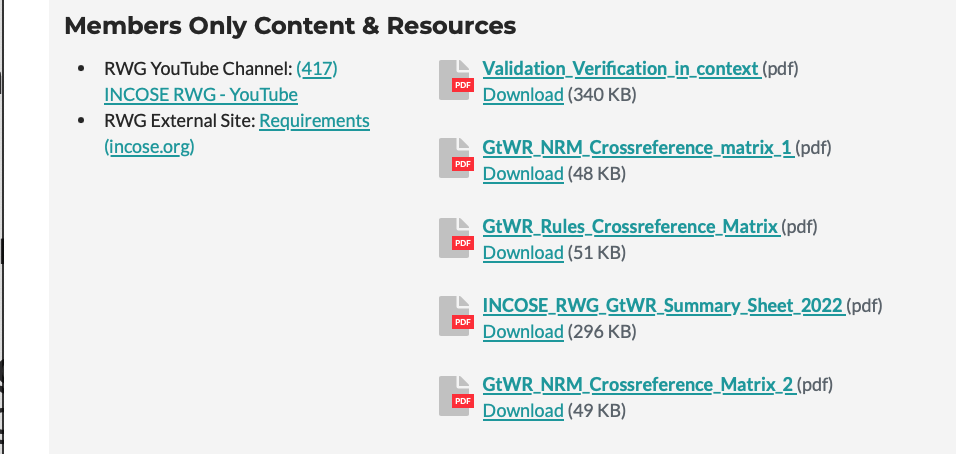 Members Only Content & Resources
RWG YouTube Channel: (417)
INCOSE RWG - YouTube
RWG External Site: Requirements
(incose.org)
PDF
Validation_Verification_in_context (pdf)
Download (340 KB)
PDF
GtWR_NRM_Crossreference_matrix_1 (pdf)
Download (48 KB)
PDF
GtWR_Rules_Crossreference_Matrix (pdf)
Download (51 KB)
PDF
INCOSE_RWG_GtWR_Summary_Sheet_2022 (pdf)
Download (296 KB)
PDF
GtWR_NRM_Crossreference_Matrix_2 (pdf)
Download (49 KB)